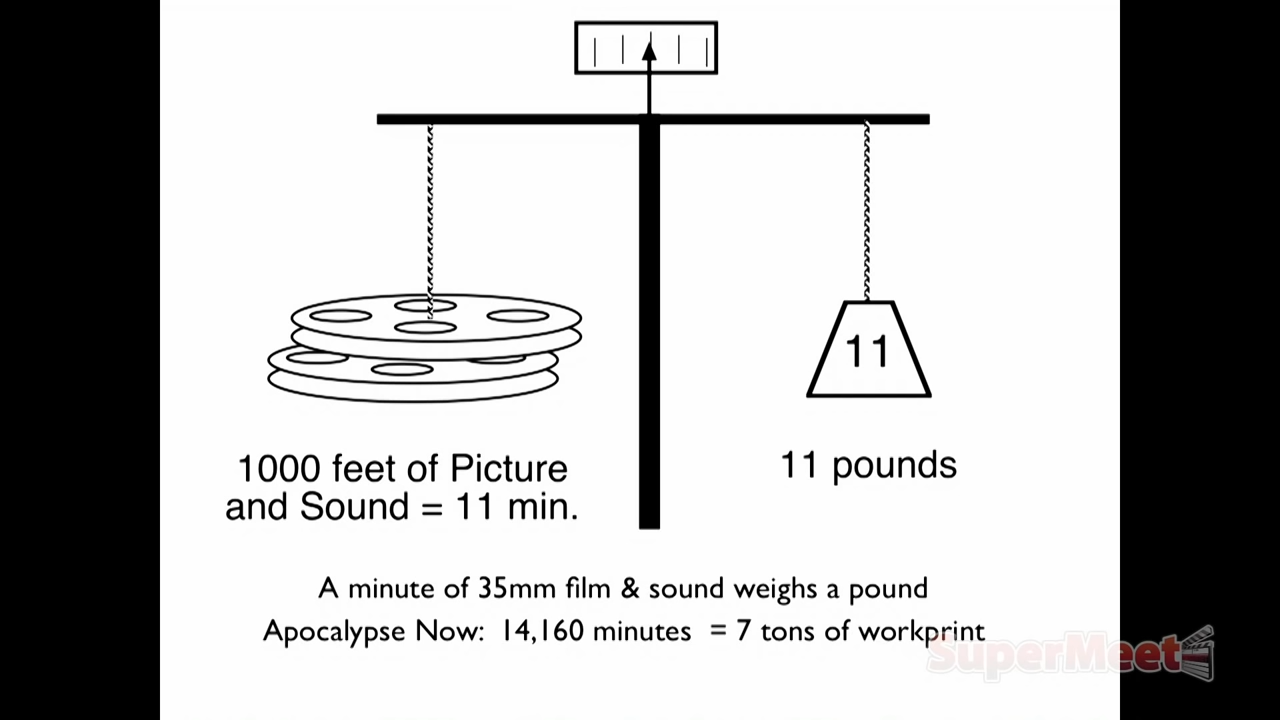 11
1000 feet of Picture
and Sound = 11 min.
11 pounds
A minute of 35mm film & sound weighs a pound
Apocalypse Now: 14,160 minutes = 7 tons of workprint
SuperMeet